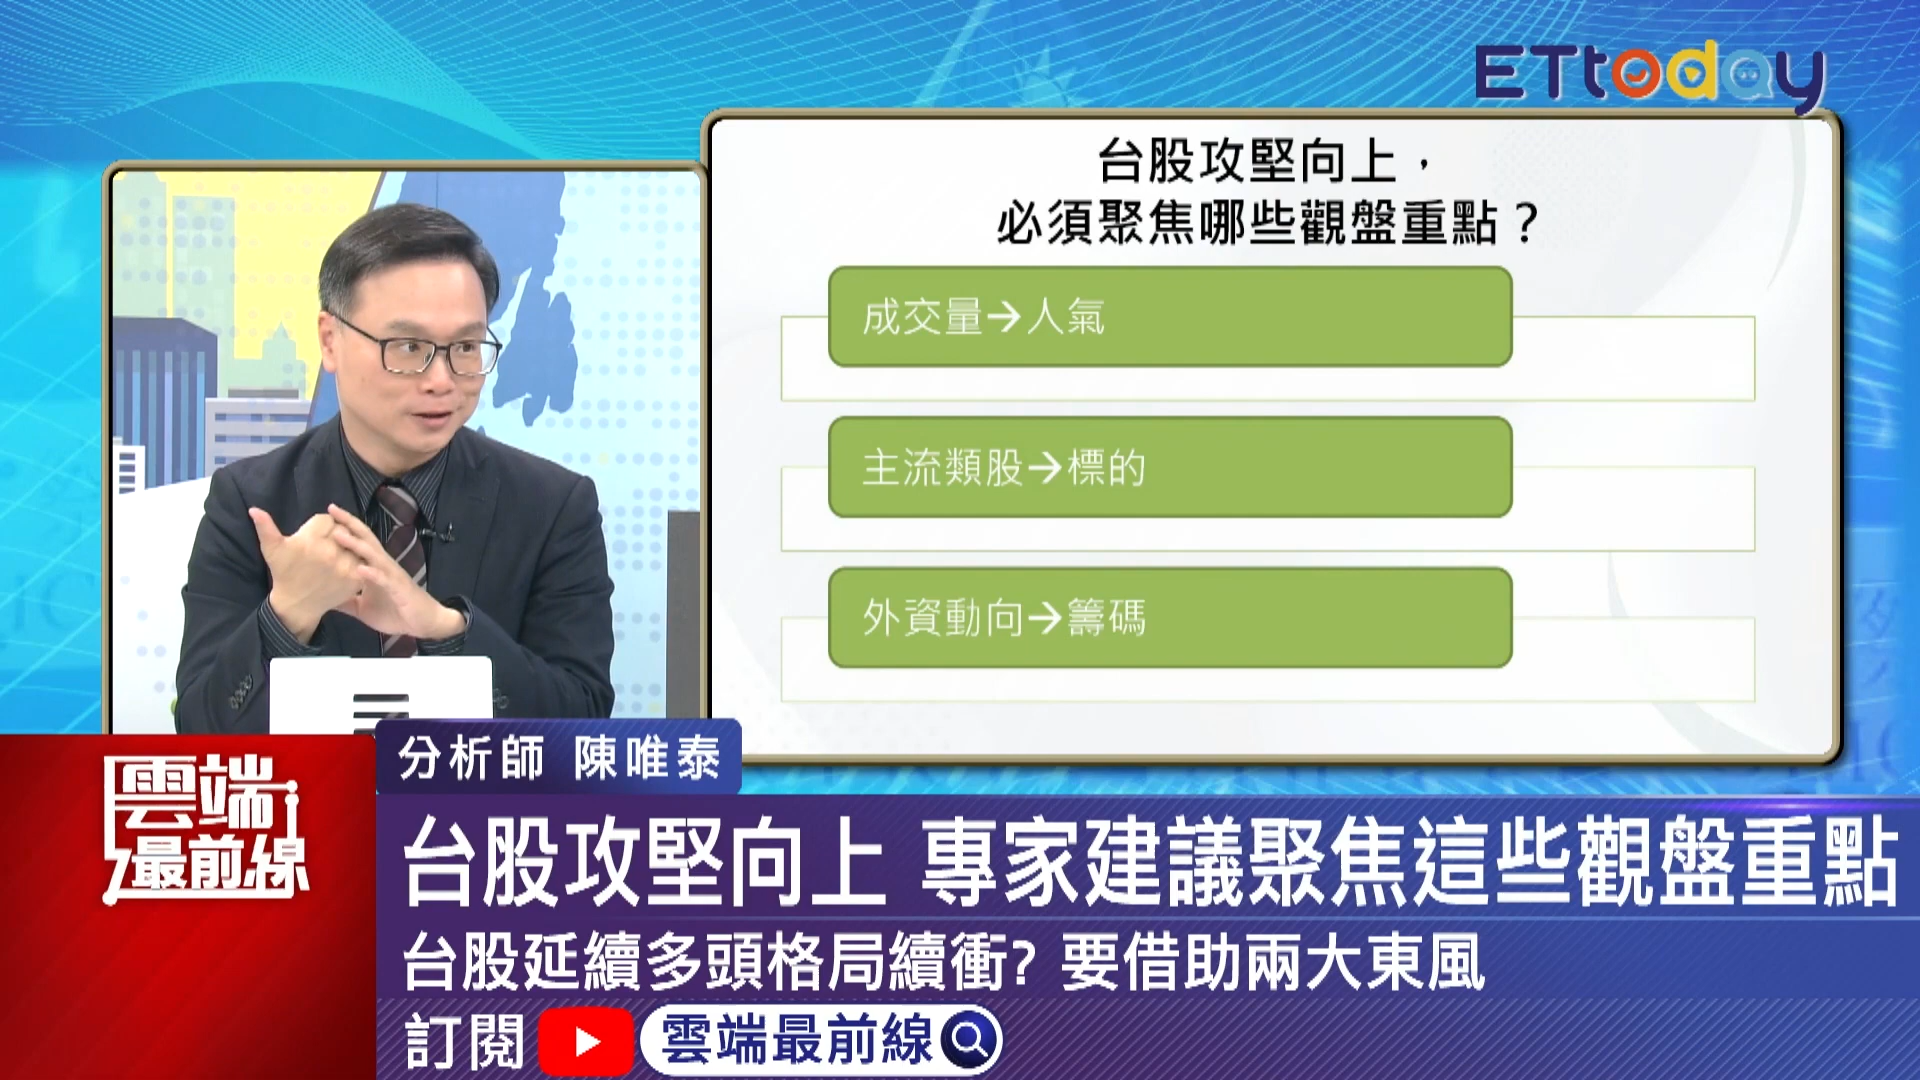 ETtoday
台股攻堅向上，
必須聚焦哪些觀盤重點？
成交量→人氣
主流類股→標的
外資動向→籌碼
分析師 陳唯泰
雲端
最前線
台股攻堅向上 專家建議聚焦這些觀盤重點
台股延續多頭格局續衝? 要借助兩大東風
訂閱 雲端最前線